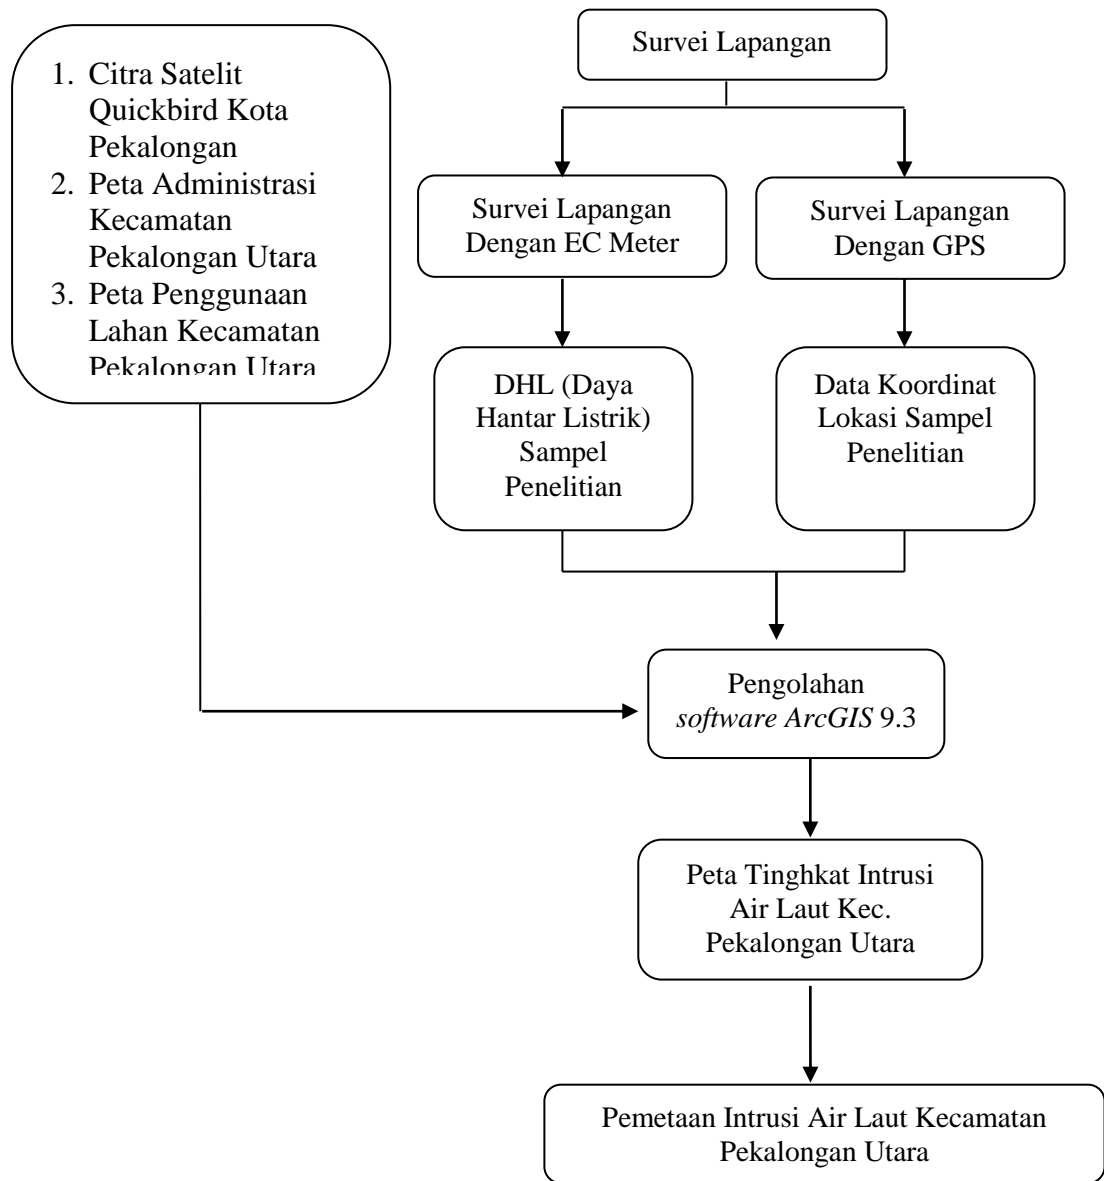 1. Citra Satelit
Quickbird Kota
Pekalongan
2. Peta Administrasi
Kecamatan
Pekalongan Utara
3. Peta Penggunaan
Lahan Kecamatan
Pekalongan Utara
Survei Lapangan
Survei Lapangan
Dengan EC Meter
Survei Lapangan
Dengan GPS
DHL (Daya
Hantar Listrik)
Sampel
Penelitian
Data Koordinat
Lokasi Sampel
Penelitian
Pengolahan
software ArcGIS 9.3
Peta Tinghkat Intrusi
Air Laut Kec.
Pekalongan Utara
Pemetaan Intrusi Air Laut Kecamatan
Pekalongan Utara